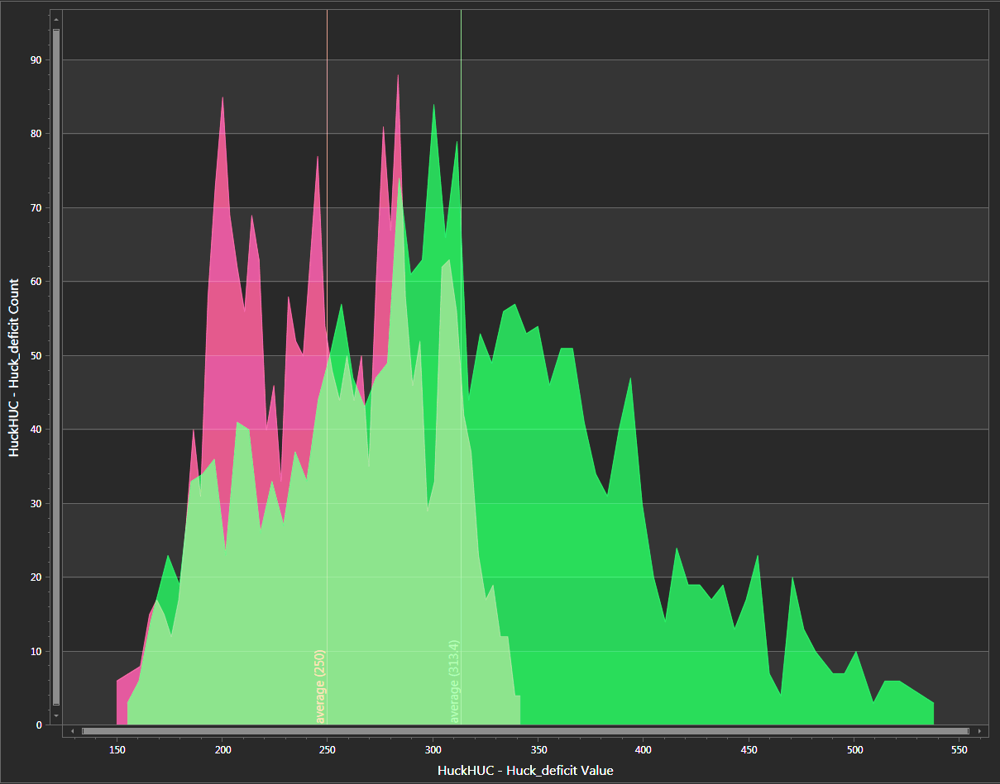 90
80
70
60
50
40
30
20
10
0
HuckHUC - Huck_deficit Count
average (250)
average (313.4)
150 200 250 300 350 400 450 500 550
HuckHUC - Huck_deficit Value